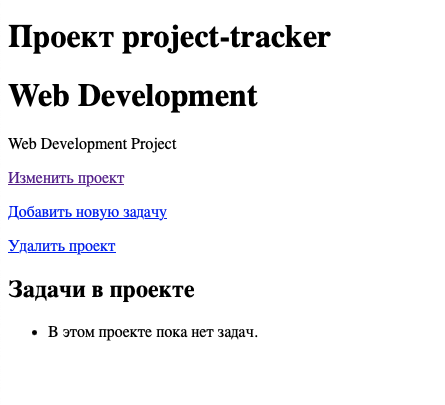 Проект project-tracker
Web Development
Web Development Project
Изменить проект
Добавить новую задачу
Удалить проект
Задачи в проекте
В этом проекте пока нет задач.